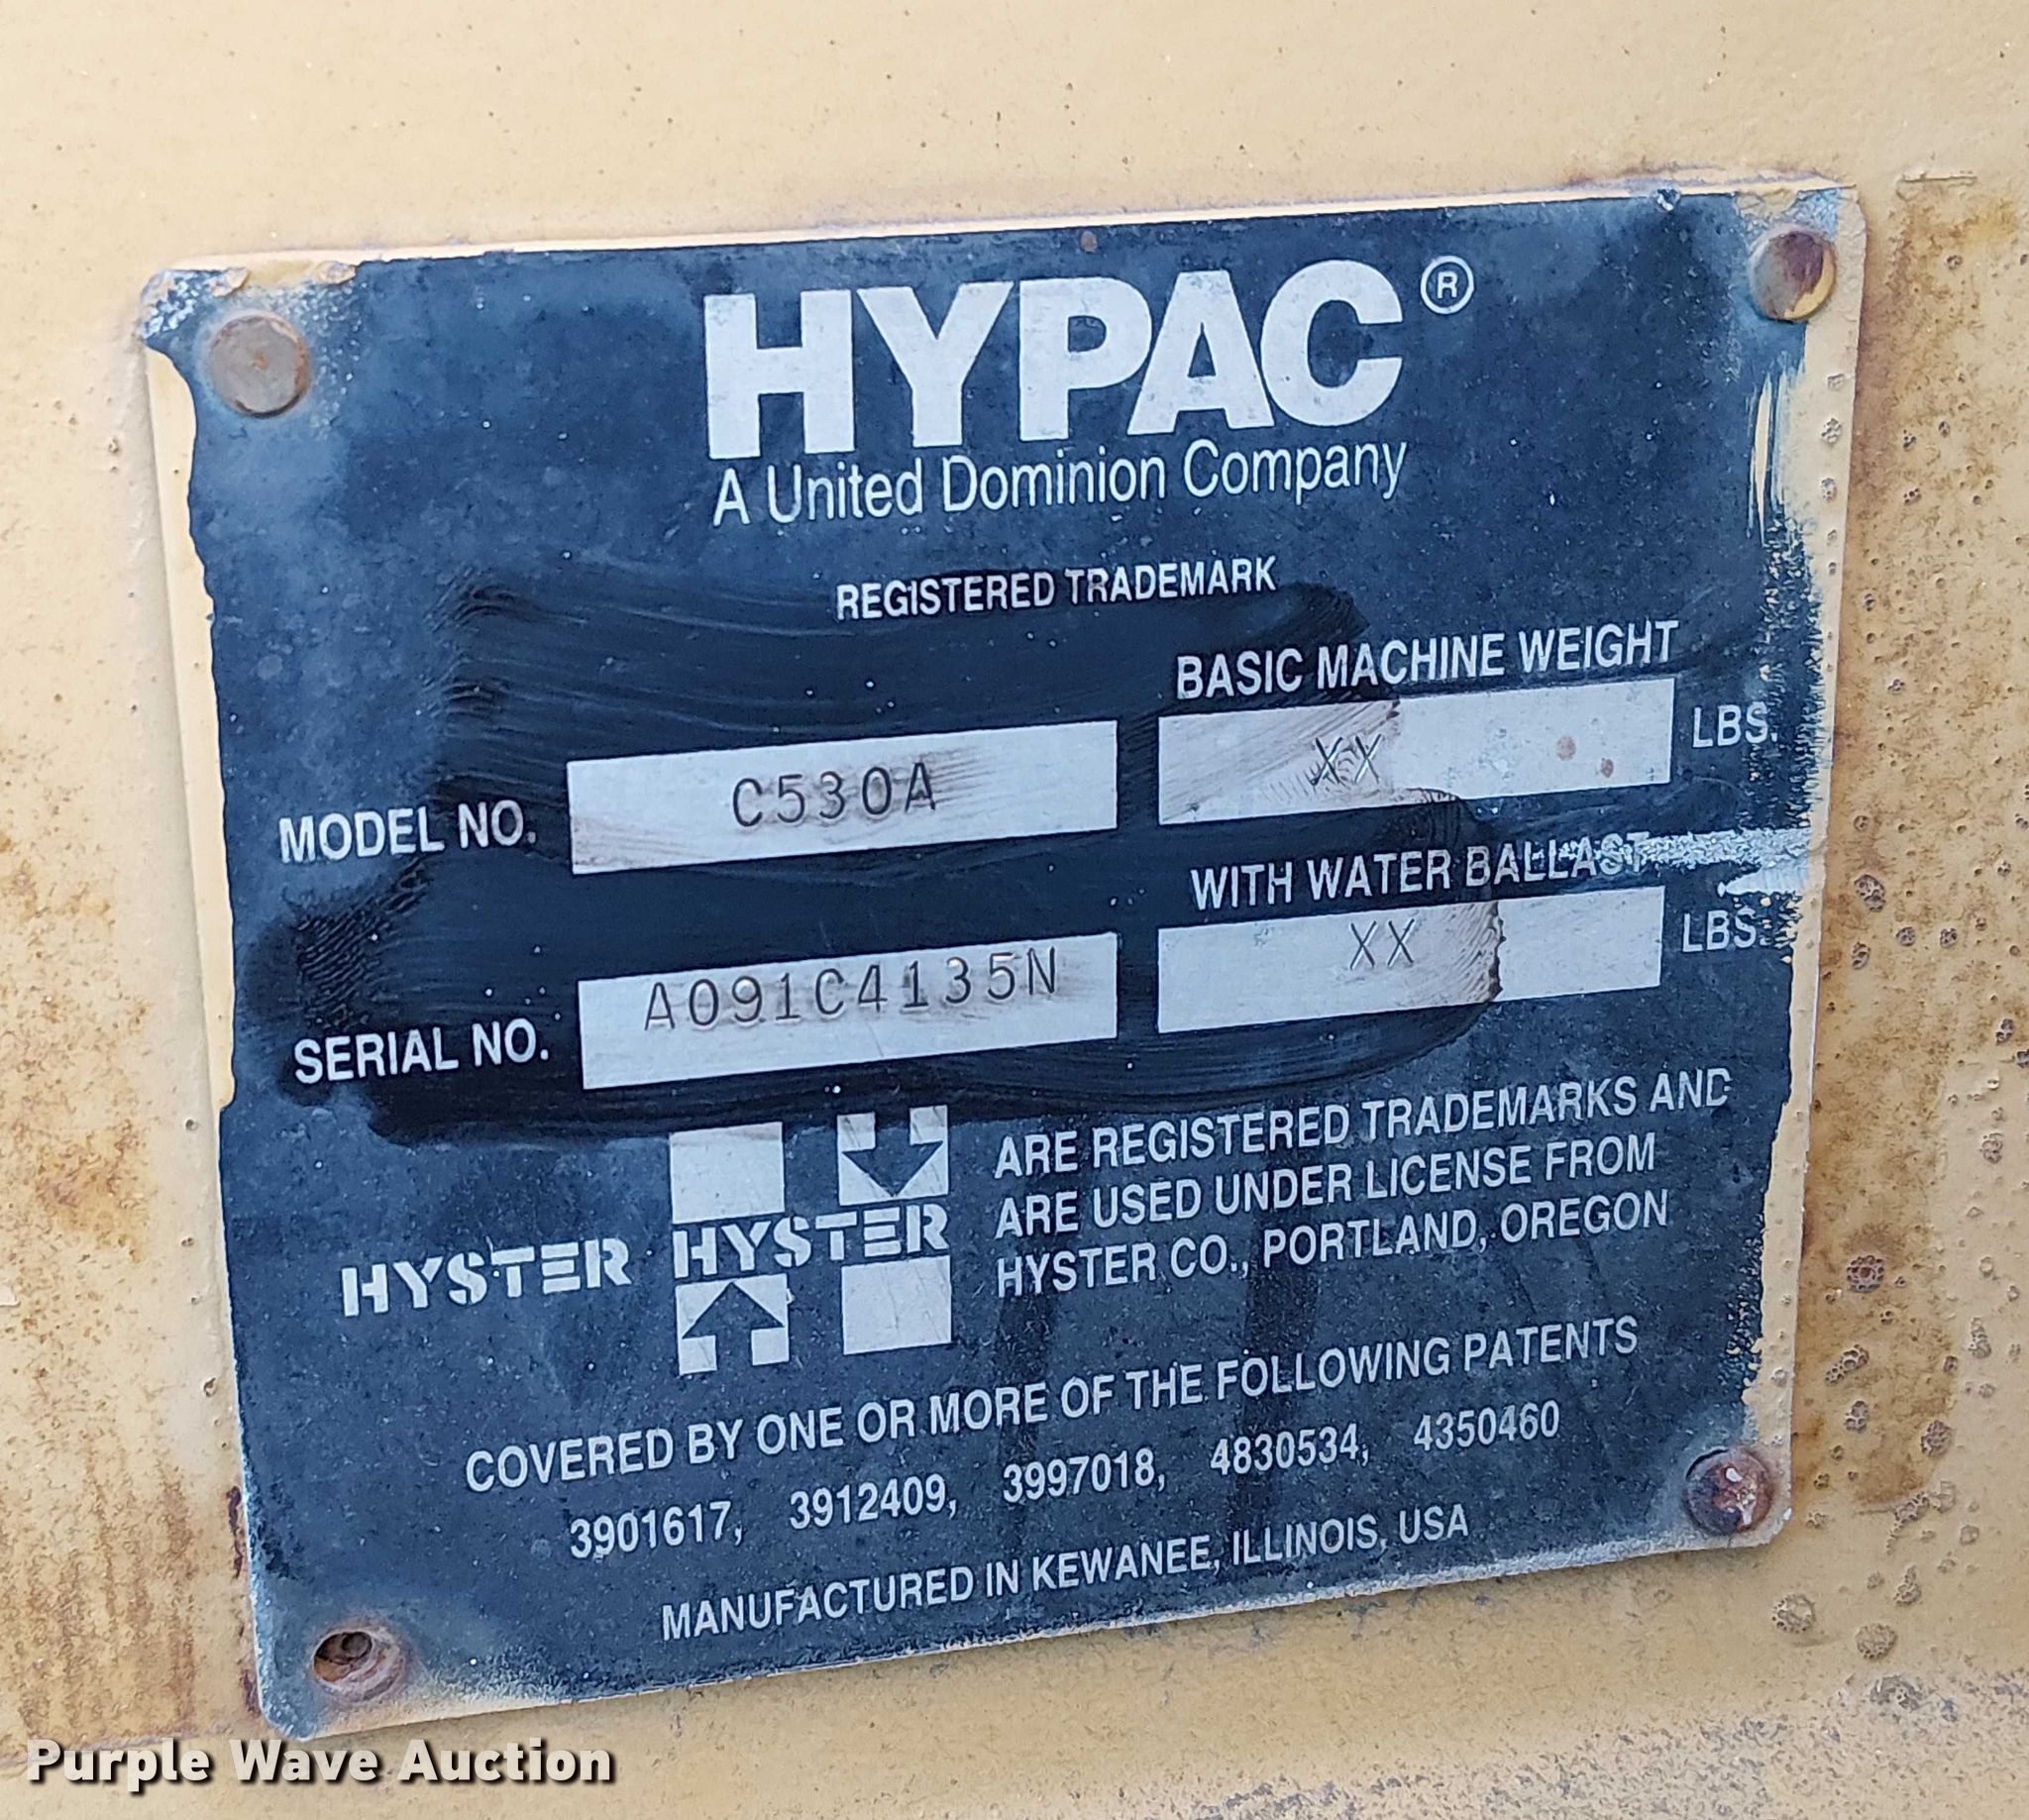 HYPAC®
A United Dominion Company
REGISTERED TRADEMARK
BASIC MACHINE WEIGHT
MODEL NO. C530A XX LBS.
WITH WATER BALLAST
SERIAL NO. A091C4135N XX LBS.
HYSTER HYSTER
ARE REGISTERED TRADEMARKS AND
ARE USED UNDER LICENSE FROM
HYSTER CO., PORTLAND, OREGON
COVERED BY ONE OR MORE OF THE FOLLOWING PATENTS
3901617, 3912409, 3997018, 4830534, 4350460
MANUFACTURED IN KEWANEE, ILLINOIS, USA
Purple Wave Auction